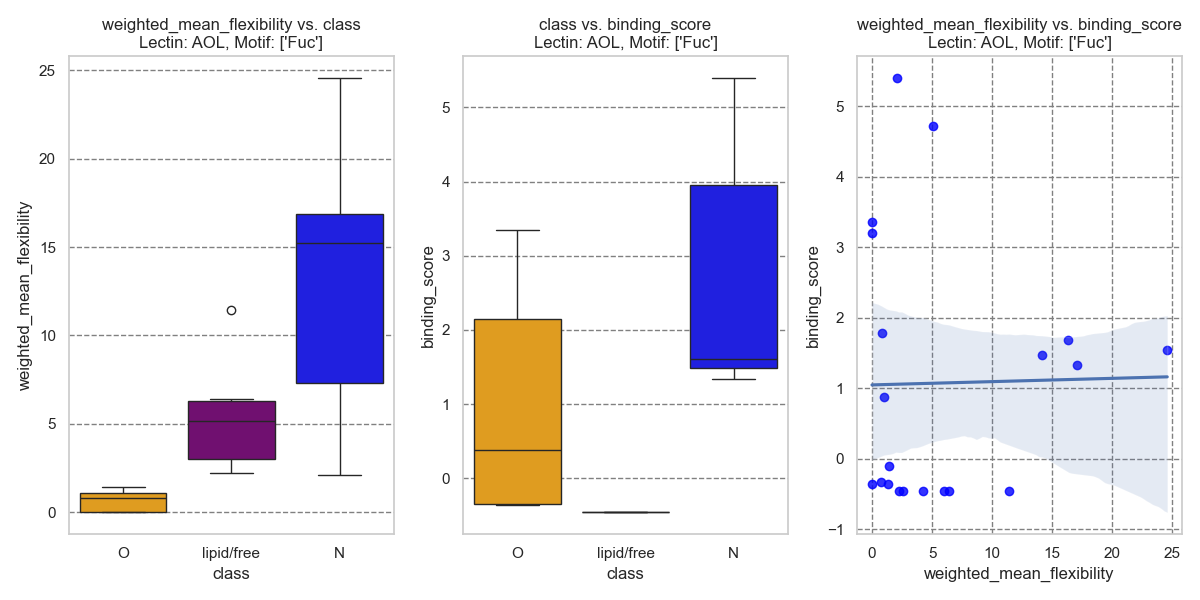 weighted_mean_flexibility vs. class
Lectin: AOL, Motif: ['Fuc']
weighted_mean_flexibility
25
20
15
10
5
0
O
lipid/free
N
class
class vs. binding_score
Lectin: AOL, Motif: ['Fuc']
binding_score
5
4
3
2
1
0
O
lipid/free
N
class
weighted_mean_flexibility vs. binding_score
Lectin: AOL, Motif: ['Fuc']
binding_score
5
4
3
2
1
0
−1
0
5
10
15
20
25
weighted_mean_flexibility